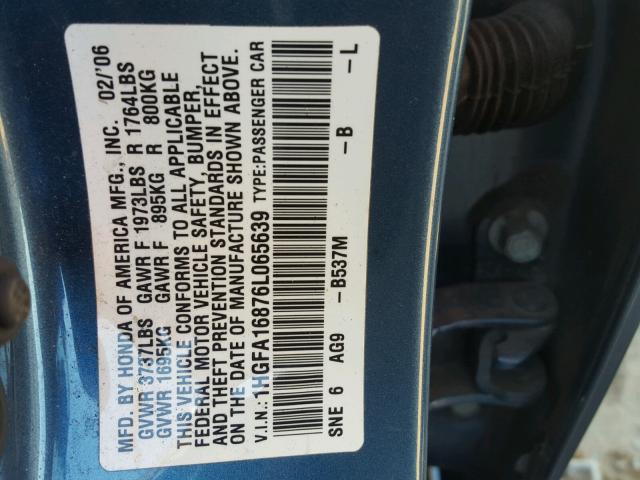 MFD. BY HONDA OF AMERICA MFG., INC. 02/'06
GVWR 3737LBS GAWR F 1973LBS R 1764LBS
GVWR 1695KG GAWR F 895KG R 800KG
THIS VEHICLE CONFORMS TO ALL APPLICABLE
FEDERAL MOTOR VEHICLE SAFETY, BUMPER,
AND THEFT PREVENTION STANDARDS IN EFFECT
ON THE DATE OF MANUFACTURE SHOWN ABOVE.
V.I.N.: 1HGFA16876L065639 TYPE:PASSENGER CAR
SNE 6 AG9 -B537M -B -L